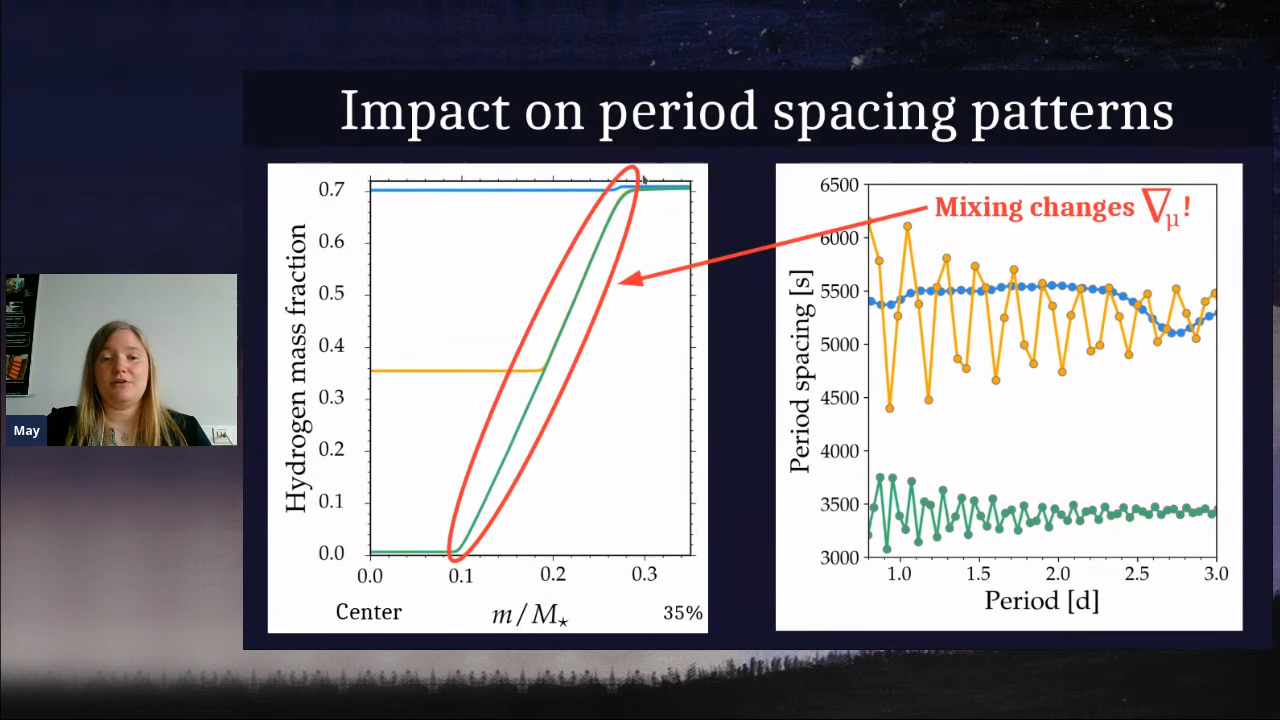 Impact on period spacing patterns
0.7
0.6
0.5
0.4
0.3
0.2
0.1
0.0
Hydrogen mass fraction
0.0 0.1 0.2 0.3
Center m/M⋆ 35%
Mixing changes ∇μ!
6500
6000
5500
5000
4500
4000
3500
3000
Period spacing [s]
1.0 1.5 2.0 2.5 3.0
Period [d]
May